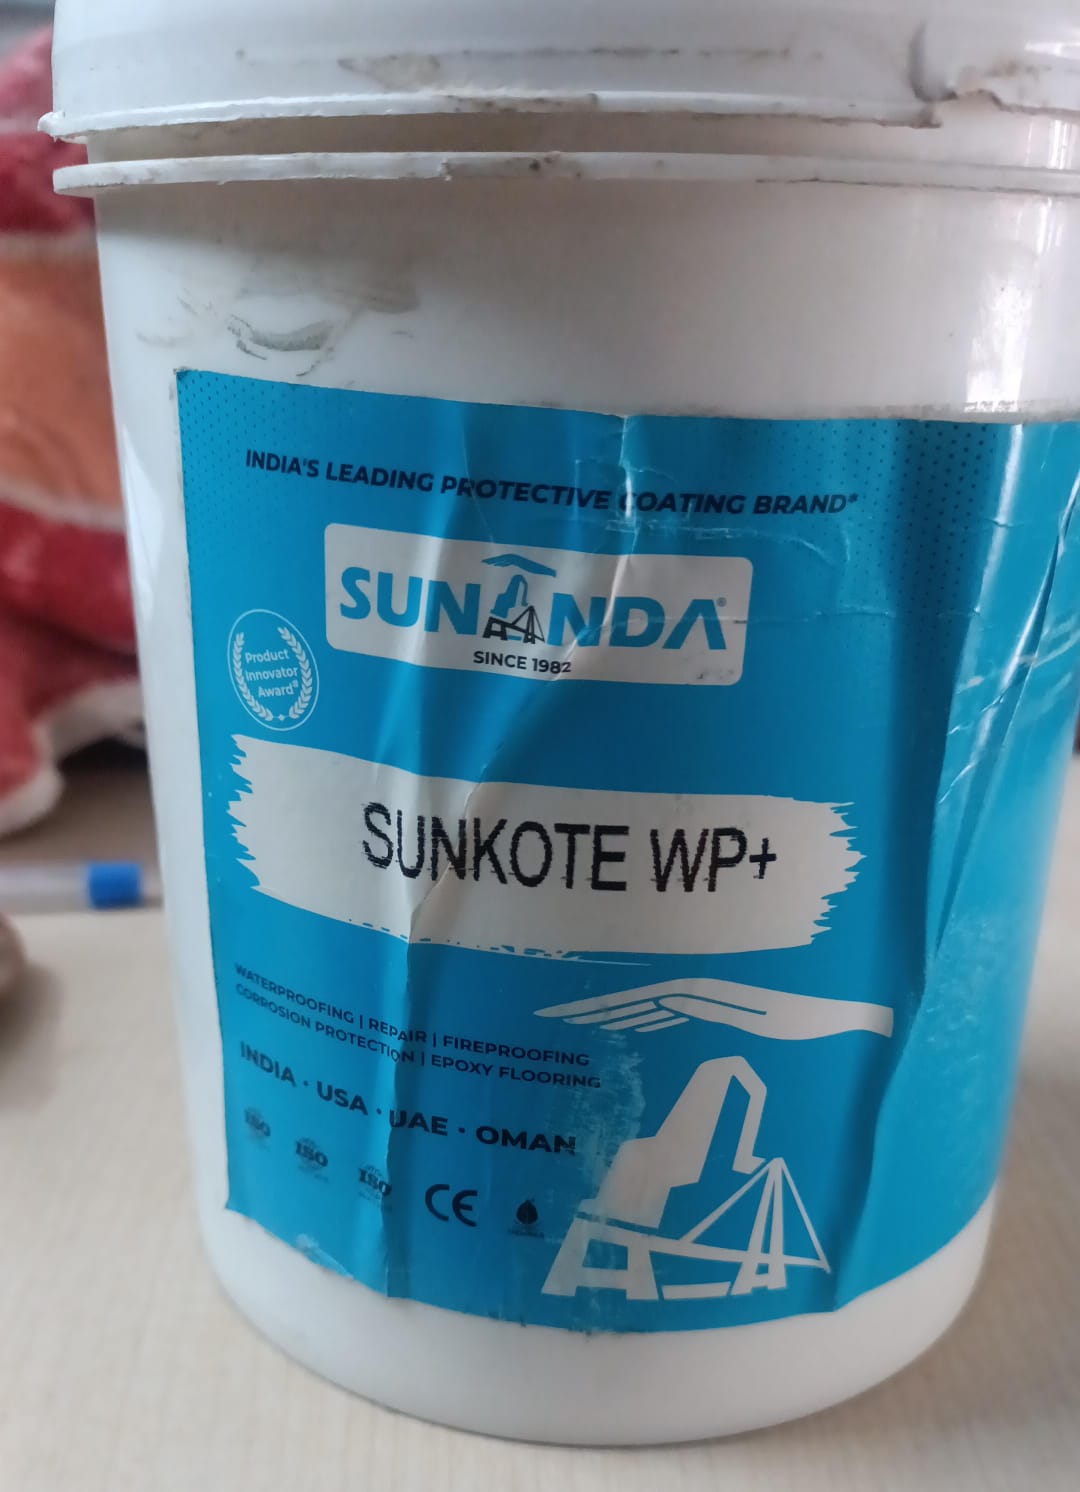 INDIA'S LEADING PROTECTIVE COATING BRAND*
SUNANDA®
SINCE 1982
Product
Innovator
Award*
SUNKOTE WP+
WATERPROOFING | REPAIR | FIREPROOFING
CORROSION PROTECTION | EPOXY FLOORING
INDIA · USA · UAE · OMAN
ISO
ISO
ISO
CE